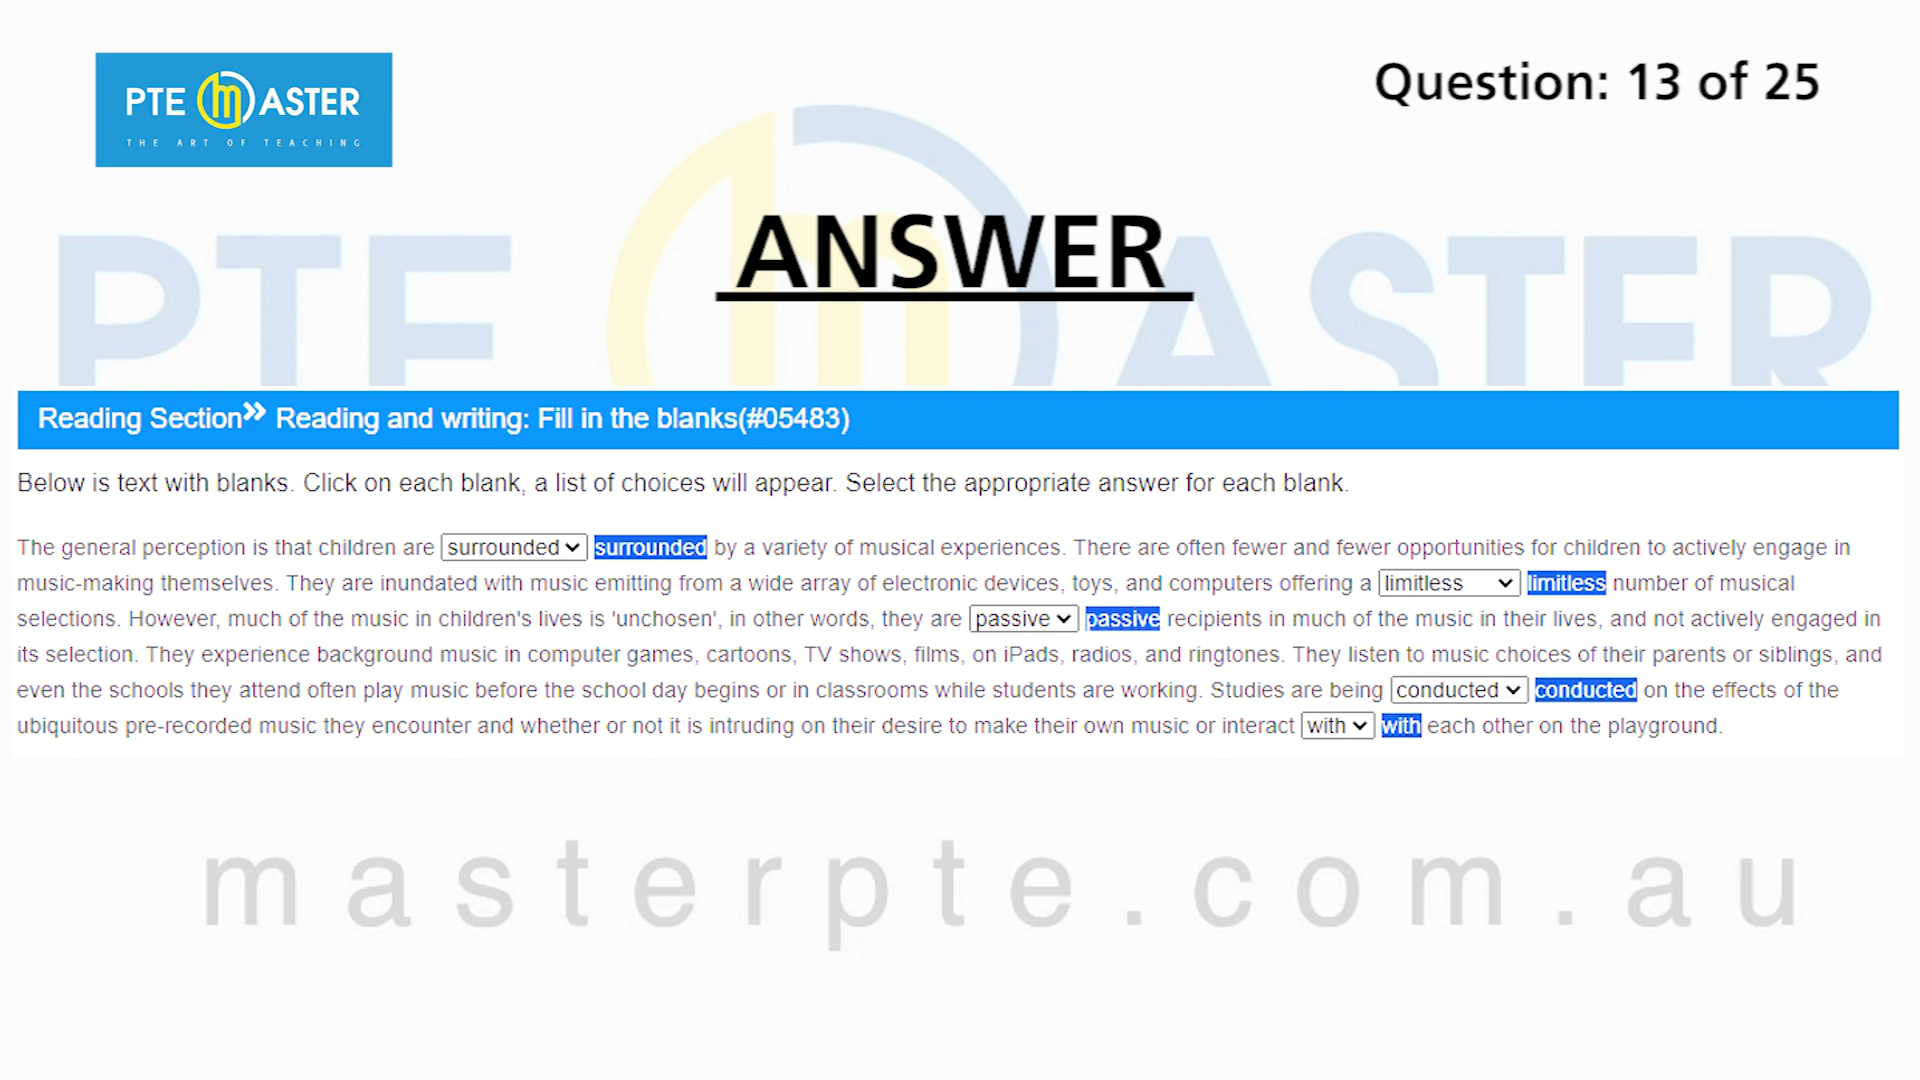 PTE MASTER
THE ART OF TEACHING
Question: 13 of 25
PTE MASTER
ANSWER
Reading Section» Reading and writing: Fill in the blanks(#05483)
Below is text with blanks. Click on each blank, a list of choices will appear. Select the appropriate answer for each blank.
The general perception is that children are surrounded surrounded by a variety of musical experiences. There are often fewer and fewer opportunities for children to actively engage in
music-making themselves. They are inundated with music emitting from a wide array of electronic devices, toys, and computers offering a limitless limitless number of musical
selections. However, much of the music in children's lives is 'unchosen', in other words, they are passive passive recipients in much of the music in their lives, and not actively engaged in
its selection. They experience background music in computer games, cartoons, TV shows, films, on iPads, radios, and ringtones. They listen to music choices of their parents or siblings, and
even the schools they attend often play music before the school day begins or in classrooms while students are working. Studies are being conducted conducted on the effects of the
ubiquitous pre-recorded music they encounter and whether or not it is intruding on their desire to make their own music or interact with with each other on the playground.
masterpte.com.au